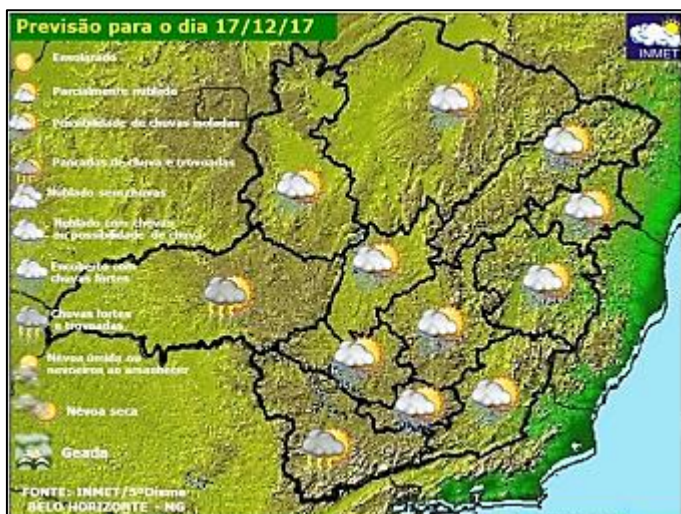 Previsão para o dia 17/12/17
INMET
Ensolarado
Parcialmente nublado
Possibilidade de chuvas isoladas
Pancadas de chuva e trovoadas
Nublado sem chuvas
Nublado com chuvas
ou possibilidade de chuva
Encoberto com
chuvas fortes
Chuvas fortes
e trovoadas
Névoa úmida ou
nevoeiros ao amanhecer
Névoa seca
Geada
FONTE: INMET/5ºDisme
BELO HORIZONTE - MG